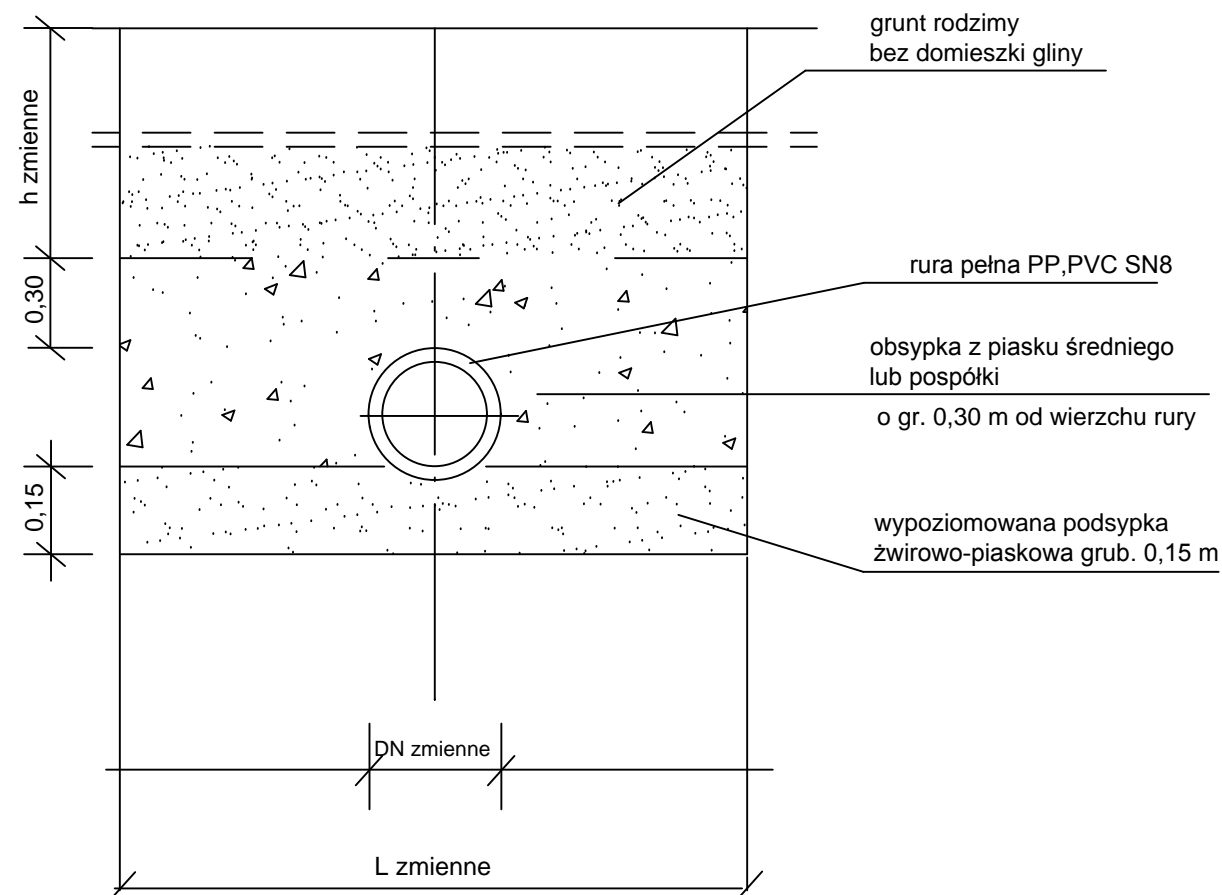 grunt rodzimy
bez domieszki gliny
h zmienne
rura pełna PP,PVC SN8
0,30
obsypka z piasku średniego
lub pospółki
o gr. 0,30 m od wierzchu rury
0,15
wypoziomowana podsypka
żwirowo-piaskowa grub. 0,15 m
DN zmienne
L zmienne